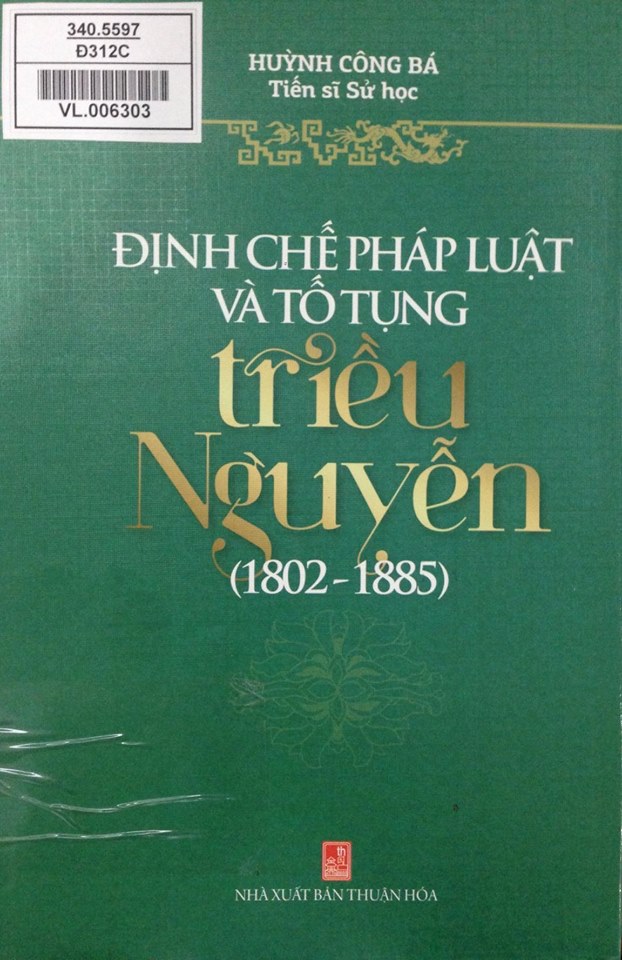 340.5597
Đ312C
VL.006303
HUỲNH CÔNG BÁ
Tiến sĩ Sử học
ĐỊNH CHẾ PHÁP LUẬT
VÀ TỐ TỤNG
triều
Nguyễn
(1802-1885)
NHÀ XUẤT BẢN THUẬN HÓA